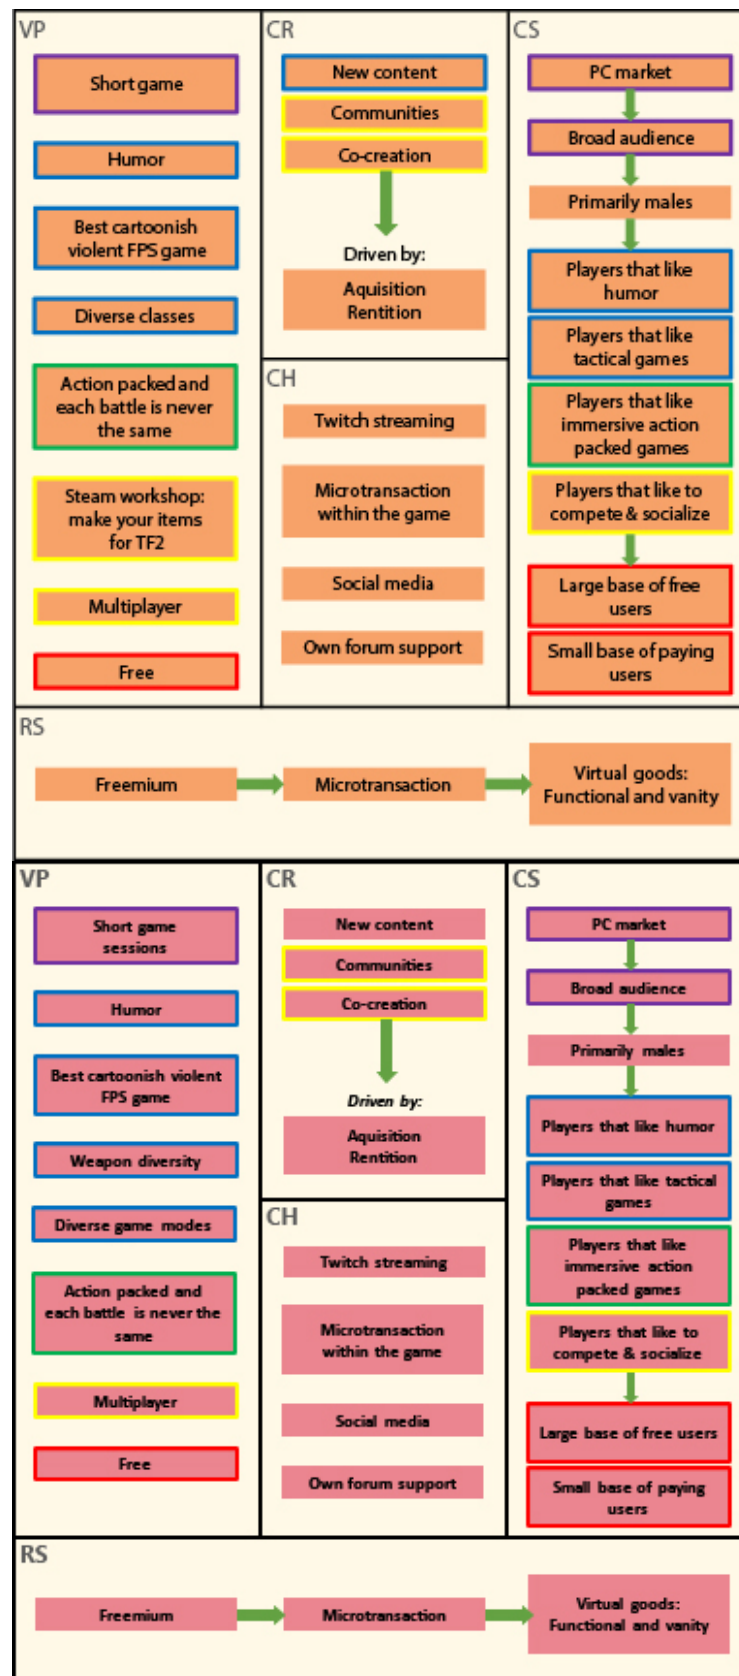 VP
Short game
Humor
Best cartoonish
violent FPS game
Diverse classes
Action packed and
each battle is never
the same
Steam workshop:
make your items
for TF2
Multiplayer
Free
CR
New content
Communities
Co-creation
Driven by:
Aquisition
Rentition
CH
Twitch streaming
Microtransaction
within the game
Social media
Own forum support
CS
PC market
Broad audience
Primarily males
Players that like
humor
Players that like
tactical games
Players that like
immersive action
packed games
Players that like to
compete & socialize
Large base of free
users
Small base of paying
users
RS
Freemium
Microtransaction
Virtual goods:
Functional and vanity
VP
Short game
sessions
Humor
Best cartoonish violent
FPS game
Weapon diversity
Diverse game modes
Action packed and
each battle is never the
same
Multiplayer
Free
CR
New content
Communities
Co-creation
Driven by:
Aquisition
Rentition
CH
Twitch streaming
Microtransaction
within the game
Social media
Own forum support
CS
PC market
Broad audience
Primarily males
Players that like humor
Players that like tactical
games
Players that like
immersive action
packed games
Players that like to
compete & socialize
Large base of free users
Small base of paying
users
RS
Freemium
Microtransaction
Virtual goods:
Functional and vanity